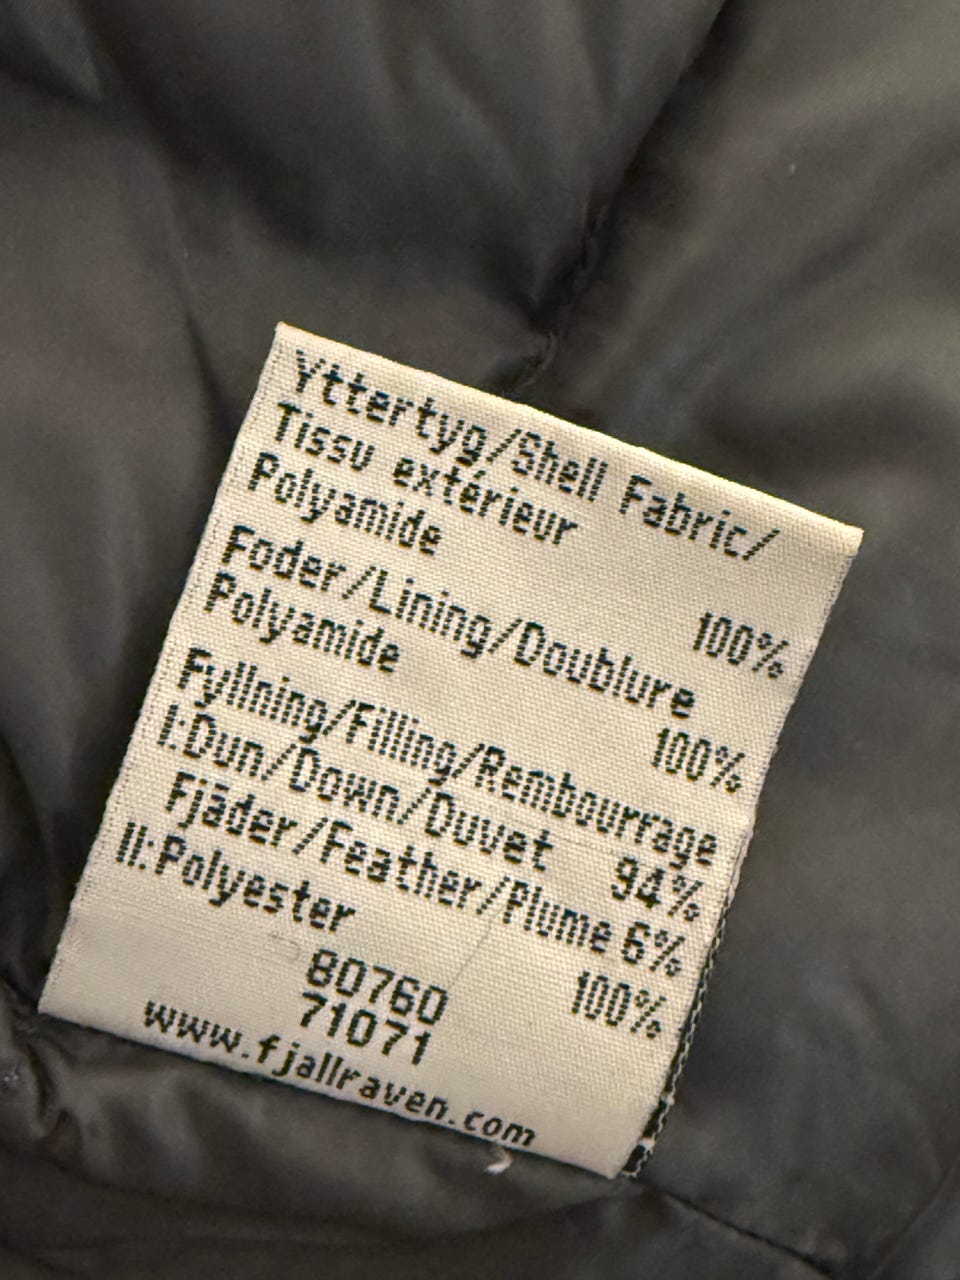 Yttertyg/Shell Fabric/
Tissu extérieur
Polyamide 100%
Foder/Lining/Doublure
Polyamide 100%
Fyllning/Filling/Rembourrage
I:Dun/Down/Duvet 94%
Fjäder/Feather/Plume 6%
II:Polyester 100%
80760
71071
www.fjallraven.com